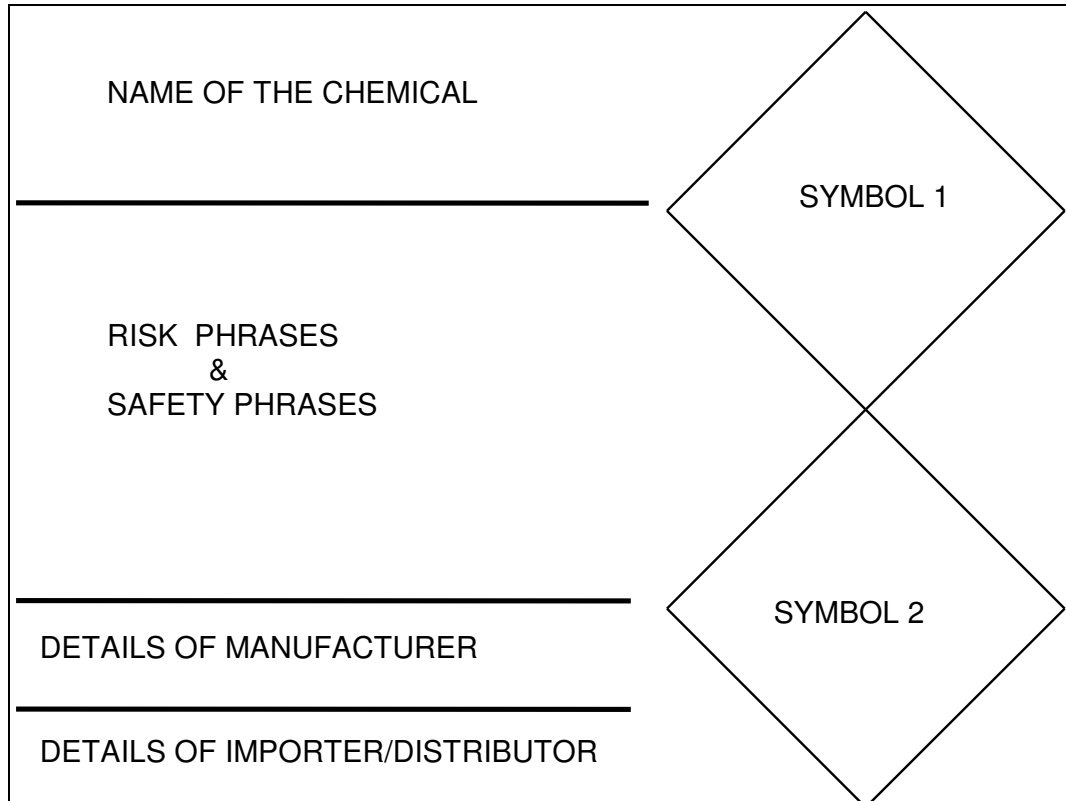 NAME OF THE CHEMICAL
SYMBOL 1
RISK PHRASES
&
SAFETY PHRASES
SYMBOL 2
DETAILS OF MANUFACTURER
DETAILS OF IMPORTER/DISTRIBUTOR